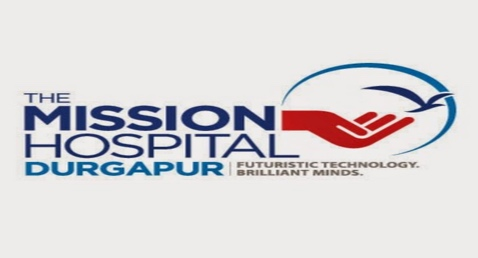 THE
MISSION
HOSPITAL
DURGAPUR
FUTURISTIC TECHNOLOGY.
BRILLIANT MINDS.